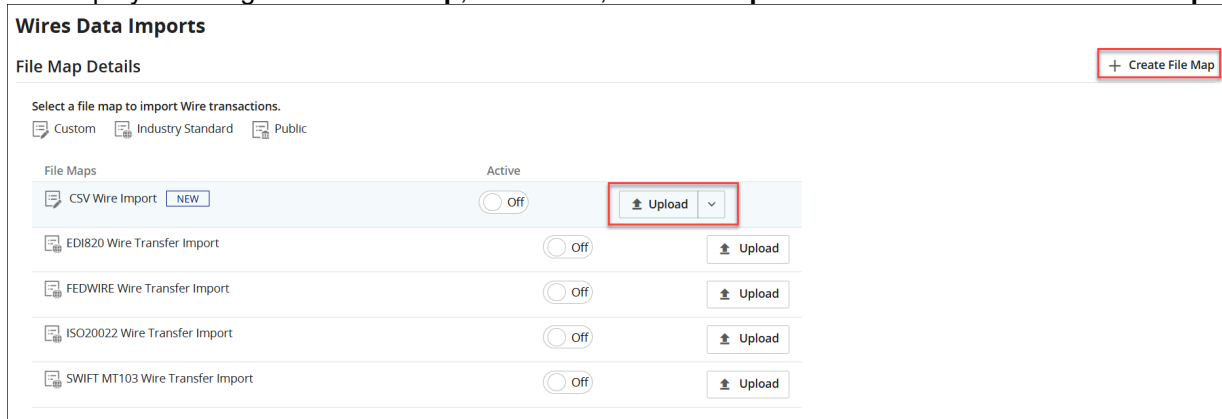 Wires Data Imports
File Map Details
+ Create File Map
Select a file map to import Wire transactions.
Custom Industry Standard Public
File Maps Active
CSV Wire Import NEW Off Upload
EDI820 Wire Transfer Import Off Upload
FEDWIRE Wire Transfer Import Off Upload
ISO20022 Wire Transfer Import Off Upload
SWIFT MT103 Wire Transfer Import Off Upload